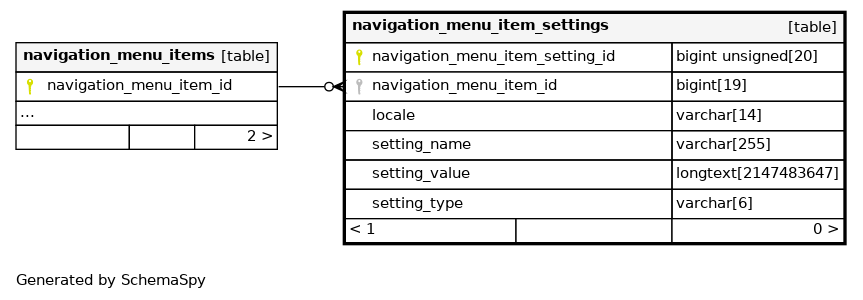 navigation_menu_item_settings [table]
navigation_menu_items [table]
navigation_menu_item_setting_id bigint unsigned[20]
navigation_menu_item_id
navigation_menu_item_id bigint[19]
...
locale varchar[14]
2 >
setting_name varchar[255]
setting_value longtext[2147483647]
setting_type varchar[6]
< 1 0 >
Generated by SchemaSpy